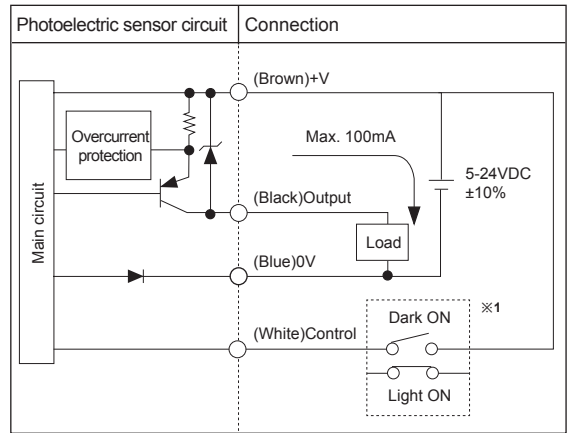 Photoelectric sensor circuit
Connection
(Brown)+V
Overcurrent
protection
Max. 100mA
5-24VDC
±10%
(Black)Output
Main circuit
Load
(Blue)0V
※1
Dark ON
(White)Control
Light ON